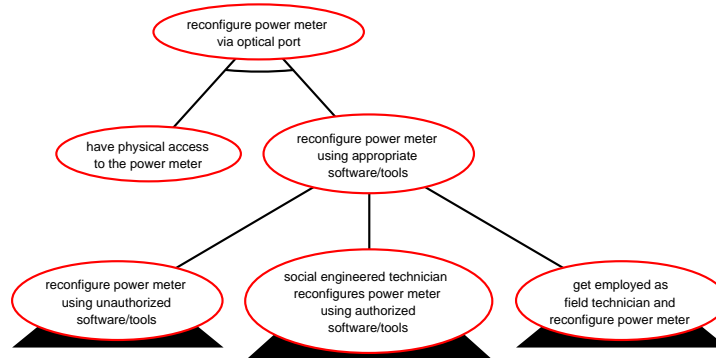 reconfigure power meter
via optical port
have physical access
to the power meter
reconfigure power meter
using appropriate
software/tools
reconfigure power meter
using unauthorized
software/tools
social engineered technician
reconfigures power meter
using authorized
software/tools
get employed as
field technician and
reconfigure power meter